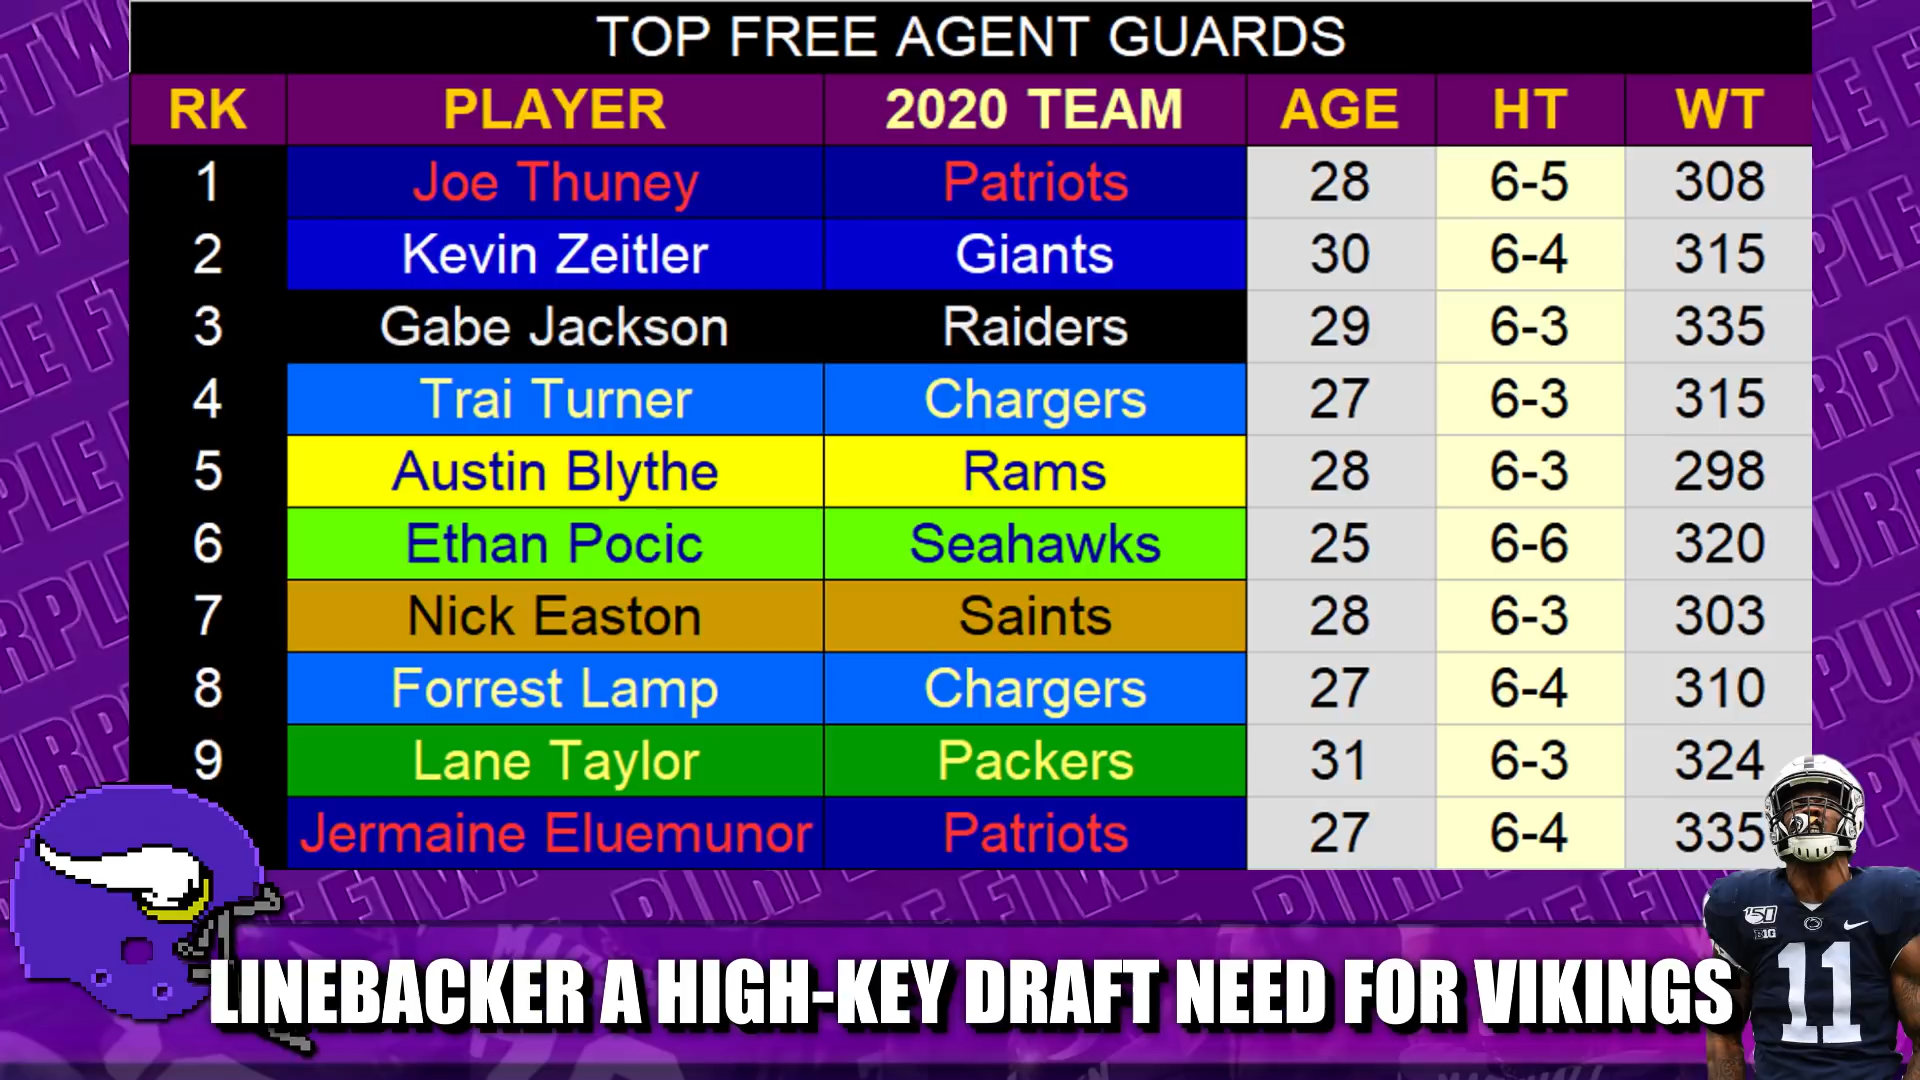 TOP FREE AGENT GUARDS
RK PLAYER 2020 TEAM AGE HT WT
1 Joe Thuney Patriots 28 6-5 308
2 Kevin Zeitler Giants 30 6-4 315
3 Gabe Jackson Raiders 29 6-3 335
4 Trai Turner Chargers 27 6-3 315
5 Austin Blythe Rams 28 6-3 298
6 Ethan Pocic Seahawks 25 6-6 320
7 Nick Easton Saints 28 6-3 303
8 Forrest Lamp Chargers 27 6-4 310
9 Lane Taylor Packers 31 6-3 324
Jermaine Eluemunor Patriots 27 6-4 335
LINEBACKER A HIGH-KEY DRAFT NEED FOR VIKINGS
150
B1G
11